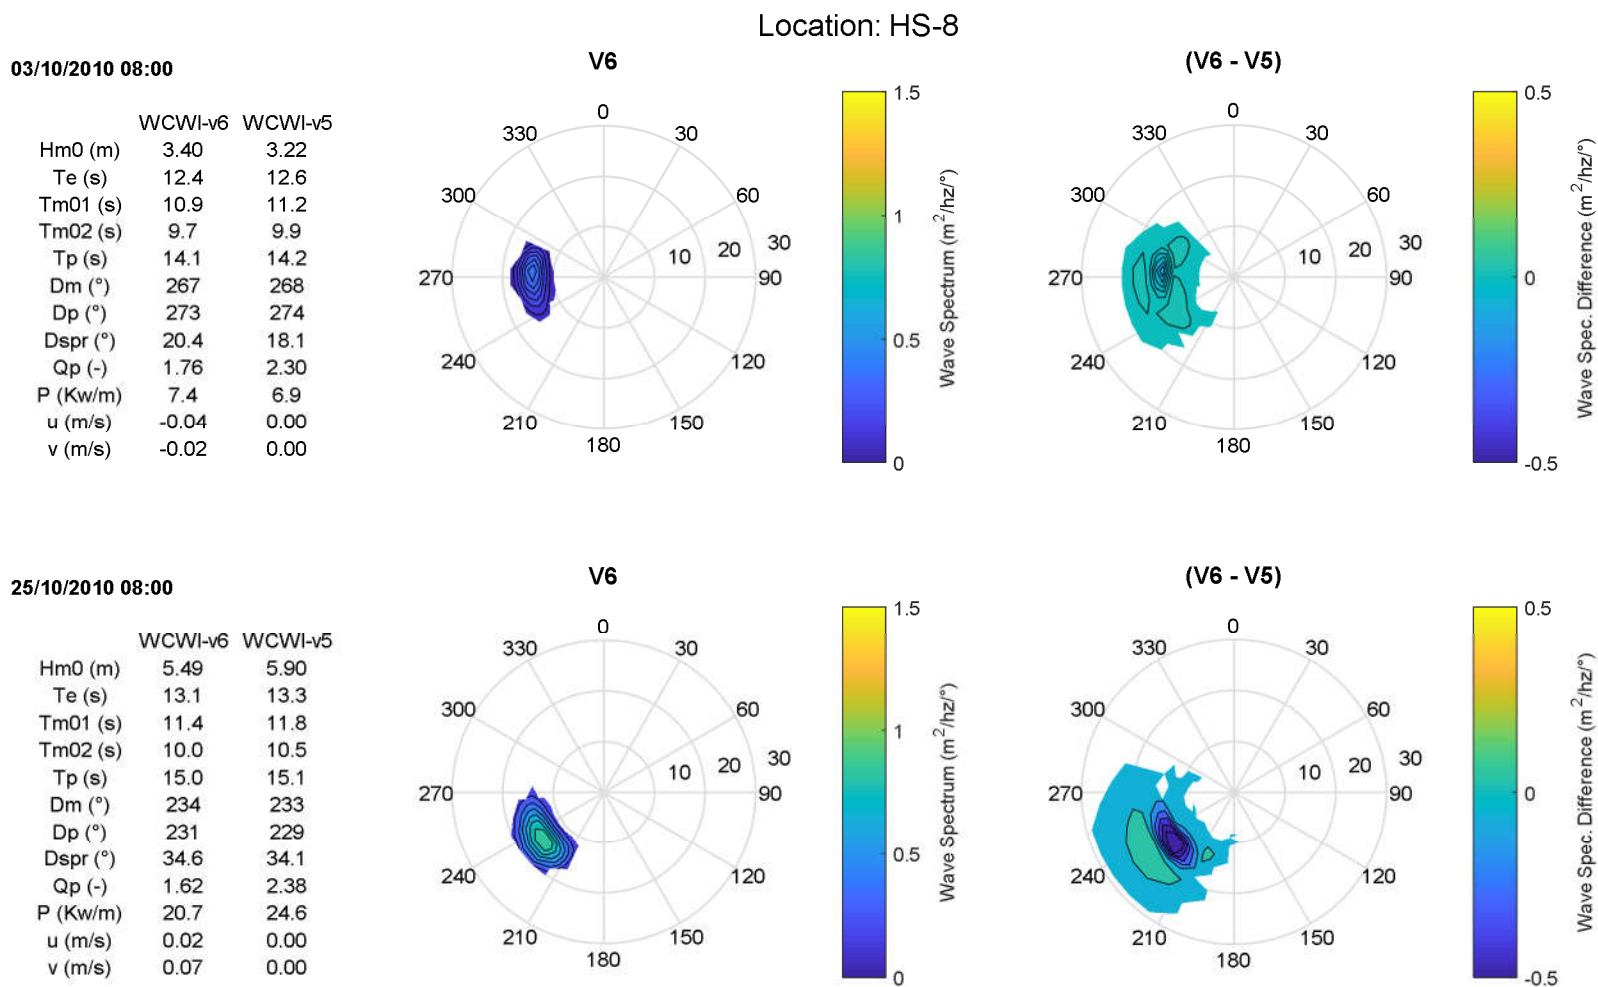 Location: HS-8
03/10/2010 08:00
WCWI-v6 WCWI-v5
Hm0 (m) 3.40 3.22
Te (s) 12.4 12.6
Tm01 (s) 10.9 11.2
Tm02 (s) 9.7 9.9
Tp (s) 14.1 14.2
Dm (°) 267 268
Dp (°) 273 274
Dspr (°) 20.4 18.1
Qp (-) 1.76 2.30
P (Kw/m) 7.4 6.9
u (m/s) -0.04 0.00
v (m/s) -0.02 0.00
V6
0
330 30
300 60
10 20 30
270 90
240 120
210 150
180
1.5
1
0.5
0
Wave Spectrum (m²/hz/°)
(V6 - V5)
0
330 30
300 60
10 20 30
270 90
240 120
210 150
180
0.5
0
-0.5
Wave Spec. Difference (m²/hz/°)
25/10/2010 08:00
WCWI-v6 WCWI-v5
Hm0 (m) 5.49 5.90
Te (s) 13.1 13.3
Tm01 (s) 11.4 11.8
Tm02 (s) 10.0 10.5
Tp (s) 15.0 15.1
Dm (°) 234 233
Dp (°) 231 229
Dspr (°) 34.6 34.1
Qp (-) 1.62 2.38
P (Kw/m) 20.7 24.6
u (m/s) 0.02 0.00
v (m/s) 0.07 0.00
V6
0
330 30
300 60
10 20 30
270 90
240 120
210 150
180
1.5
1
0.5
0
Wave Spectrum (m²/hz/°)
(V6 - V5)
0
330 30
300 60
10 20 30
270 90
240 120
210 150
180
0.5
0
-0.5
Wave Spec. Difference (m²/hz/°)